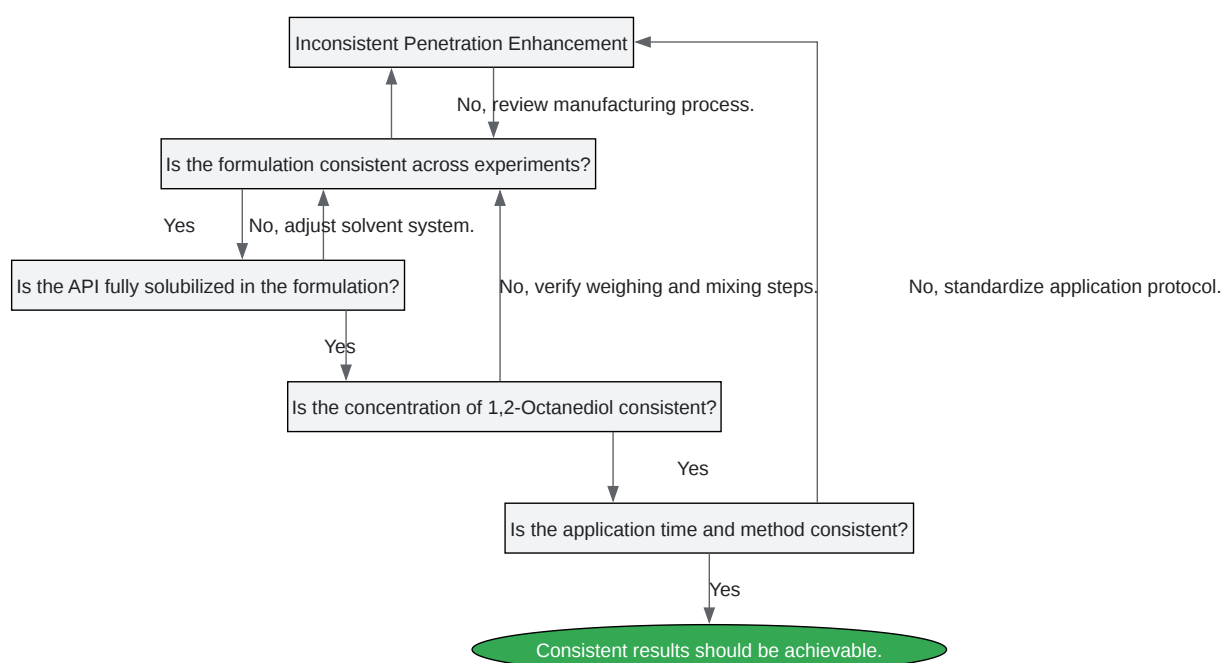 Inconsistent Penetration Enhancement
No, review manufacturing process.
Is the formulation consistent across experiments?
Yes
No, adjust solvent system.
Is the API fully solubilized in the formulation?
No, verify weighing and mixing steps.
No, standardize application protocol.
Yes
Is the concentration of 1,2-Octanediol consistent?
Yes
Is the application time and method consistent?
Yes
Consistent results should be achievable.